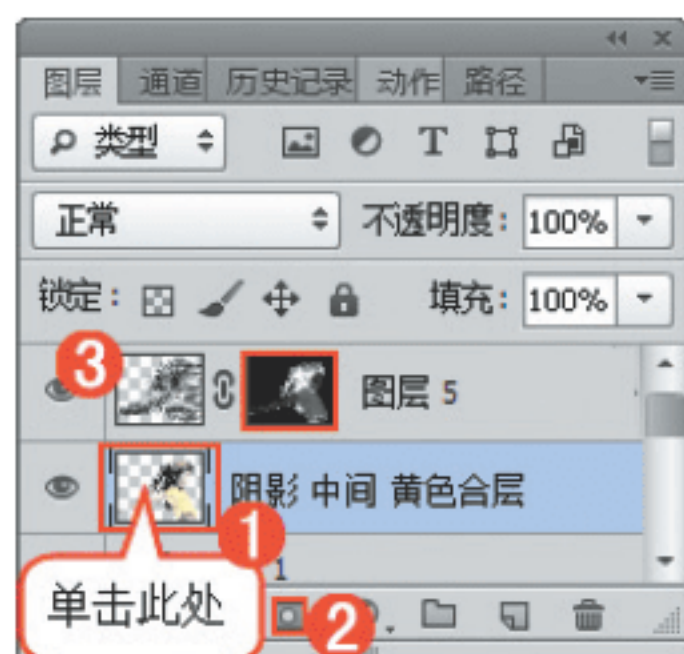 图层 通道 历史记录 动作 路径
类型 T
正常 不透明度: 100%
锁定: 填充: 100%
3 图层 5
阴影 中间 黄色合层
1
1
单击此处
2